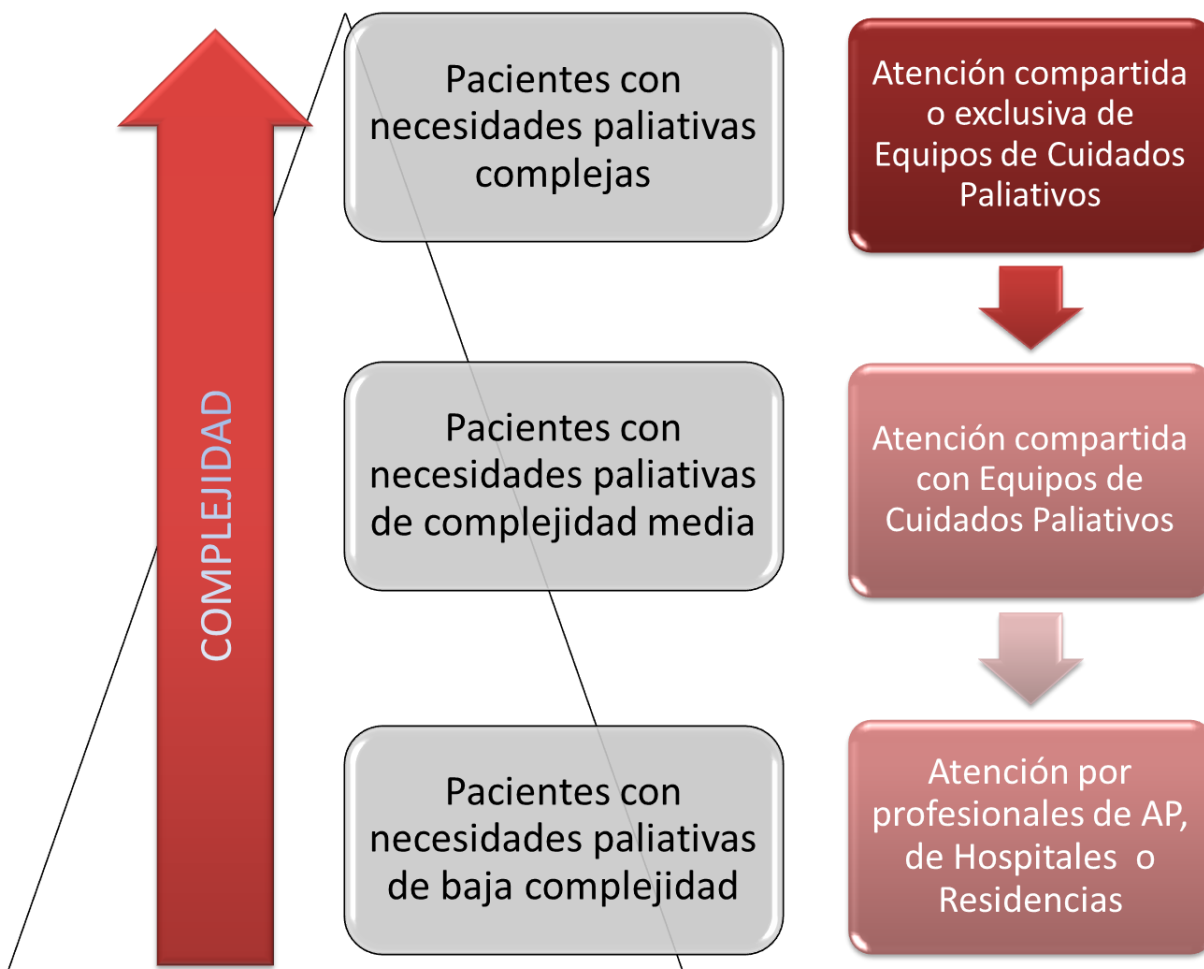 COMPLEJIDAD
Pacientes con
necesidades paliativas
complejas
Atención compartida
o exclusiva de
Equipos de Cuidados
Paliativos
Pacientes con
necesidades paliativas
de complejidad media
Atención compartida
con Equipos de
Cuidados Paliativos
Pacientes con
necesidades paliativas
de baja complejidad
Atención por
profesionales de AP,
de Hospitales o
Residencias